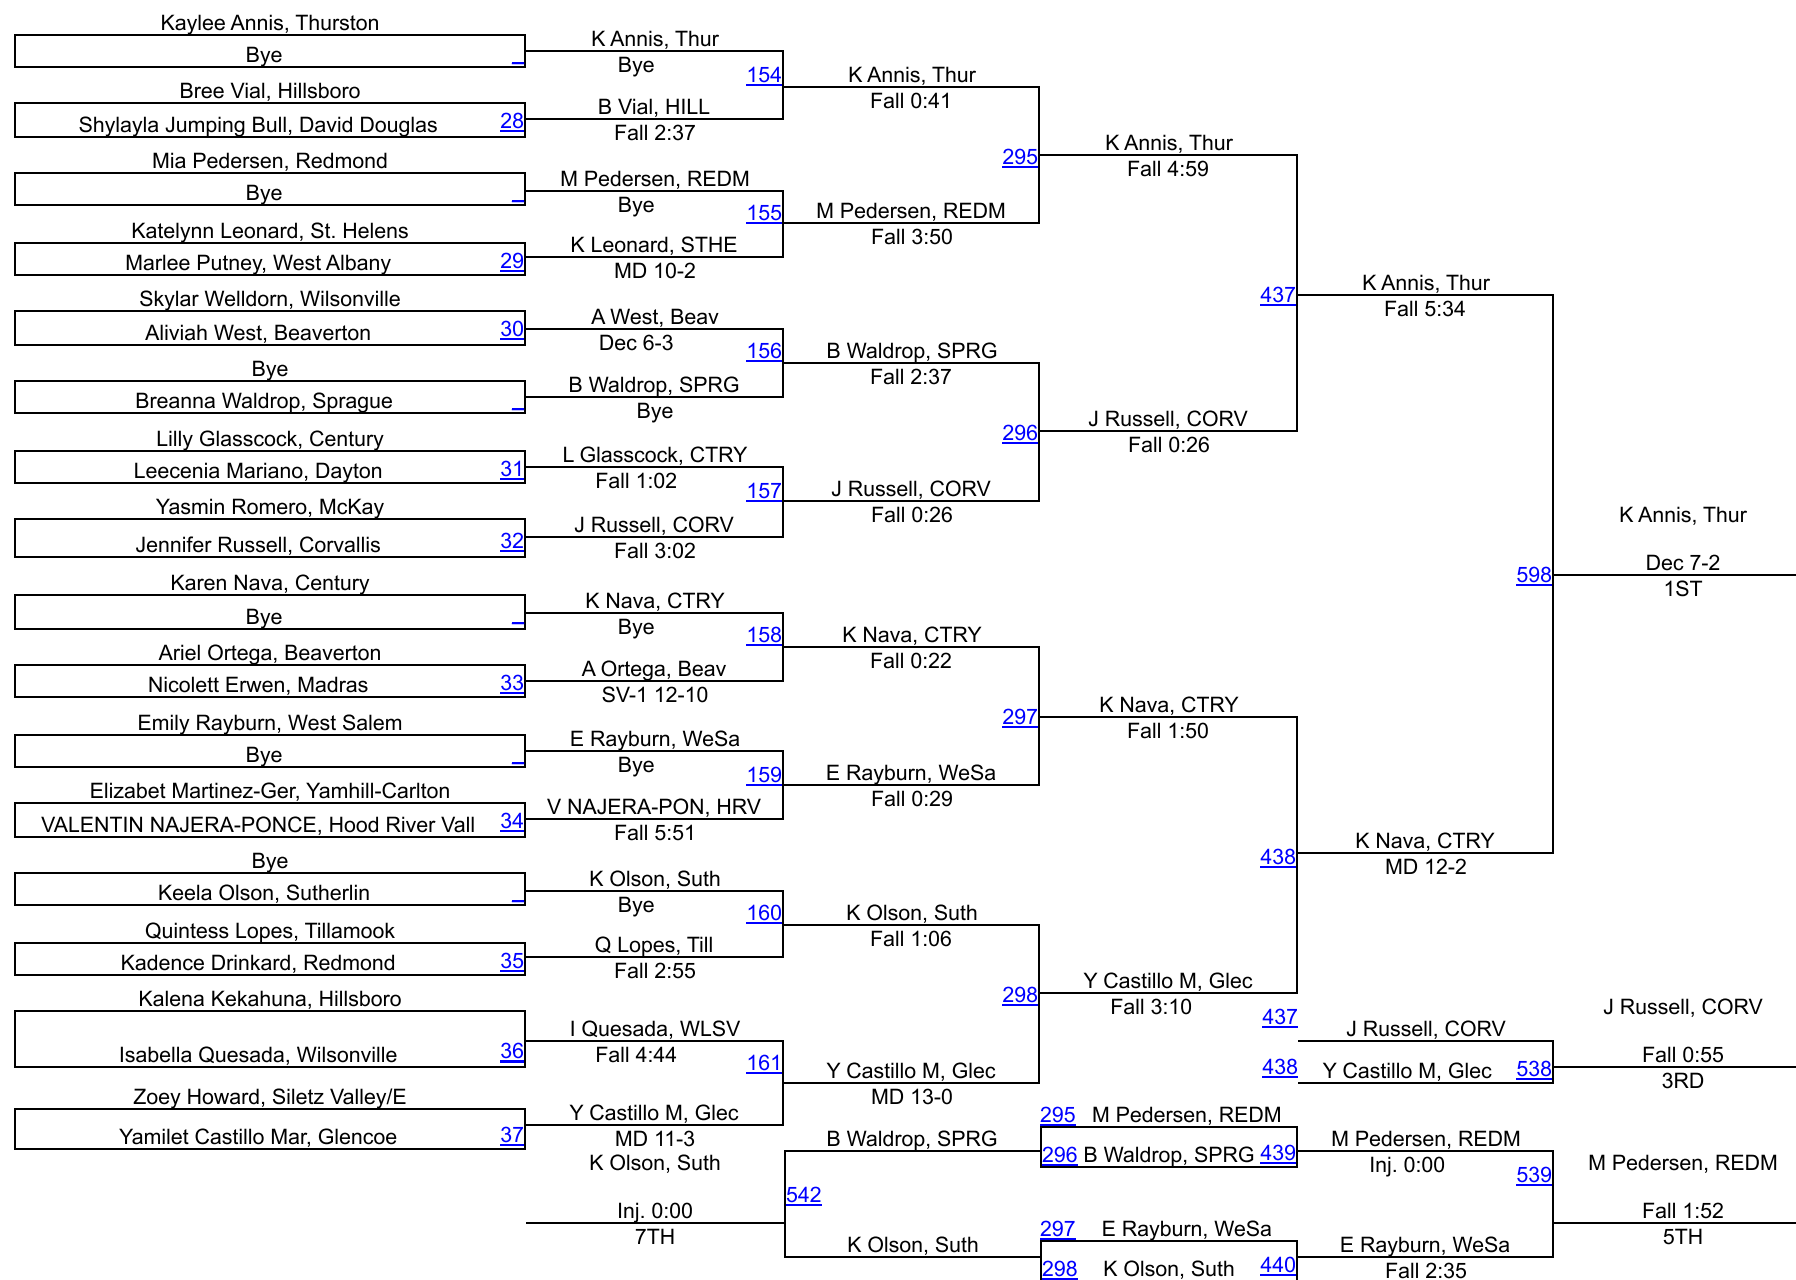 Kaylee Annis, Thurston
Bye
Bree Vial, Hillsboro
Shylayla Jumping Bull, David Douglas 28
Mia Pedersen, Redmond
Bye
Katelynn Leonard, St. Helens
Marlee Putney, West Albany 29
Skylar Welldorn, Wilsonville
Aliviah West, Beaverton 30
Bye
Breanna Waldrop, Sprague
Lilly Glasscock, Century
Leecenia Mariano, Dayton 31
Yasmin Romero, McKay
Jennifer Russell, Corvallis 32
Karen Nava, Century
Bye
Ariel Ortega, Beaverton
Nicolett Erwen, Madras 33
Emily Rayburn, West Salem
Bye
Elizabet Martinez-Ger, Yamhill-Carlton
VALENTIN NAJERA-PONCE, Hood River Vall 34
Bye
Keela Olson, Sutherlin
Quintess Lopes, Tillamook
Kadence Drinkard, Redmond 35
Kalena Kekahuna, Hillsboro
Isabella Quesada, Wilsonville 36
Zoey Howard, Siletz Valley/E
Yamilet Castillo Mar, Glencoe 37
K Annis, Thur
Bye
154
B Vial, HILL
Fall 2:37
M Pedersen, REDM
Bye
155
K Leonard, STHE
MD 10-2
A West, Beav
Dec 6-3
156
B Waldrop, SPRG
Bye
L Glasscock, CTRY
Fall 1:02
157
J Russell, CORV
Fall 3:02
K Nava, CTRY
Bye
158
A Ortega, Beav
SV-1 12-10
E Rayburn, WeSa
Bye
159
V NAJERA-PON, HRV
Fall 5:51
K Olson, Suth
Bye
160
Q Lopes, Till
Fall 2:55
I Quesada, WLSV
Fall 4:44
161
Y Castillo M, Glec
MD 11-3
K Olson, Suth
Inj. 0:00
7TH
K Annis, Thur
Fall 0:41
295
M Pedersen, REDM
Fall 3:50
B Waldrop, SPRG
Fall 2:37
296
J Russell, CORV
Fall 0:26
K Nava, CTRY
Fall 0:22
297
E Rayburn, WeSa
Fall 0:29
K Olson, Suth
Fall 1:06
298
Y Castillo M, Glec
MD 13-0
B Waldrop, SPRG
542
K Olson, Suth
K Annis, Thur
Fall 4:59
437
J Russell, CORV
Fall 0:26
K Nava, CTRY
Fall 1:50
438
Y Castillo M, Glec
Fall 3:10
295 M Pedersen, REDM
296 B Waldrop, SPRG 439
297 E Rayburn, WeSa
298 K Olson, Suth 440
K Annis, Thur
Fall 5:34
598
K Nava, CTRY
MD 12-2
437
J Russell, CORV
438 Y Castillo M, Glec 538
M Pedersen, REDM
Inj. 0:00
539
E Rayburn, WeSa
Fall 2:35
K Annis, Thur
Dec 7-2
1ST
J Russell, CORV
Fall 0:55
3RD
M Pedersen, REDM
Fall 1:52
5TH